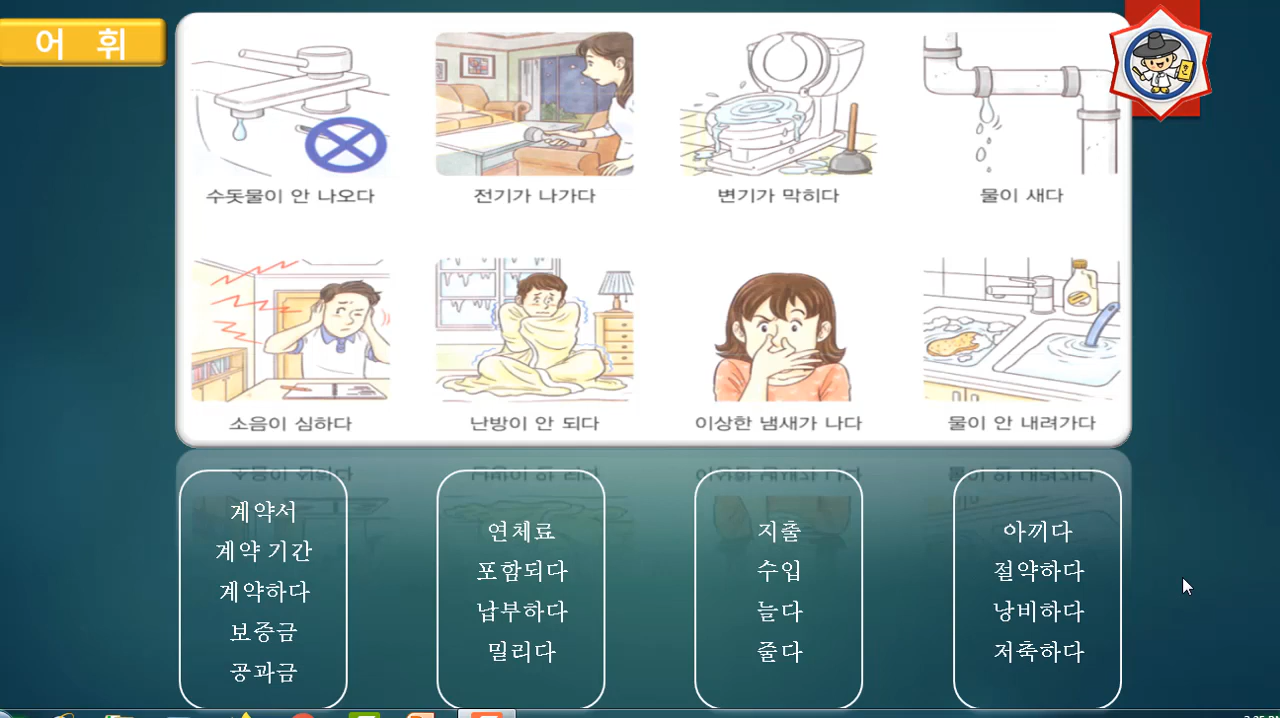 어 휘
수돗물이 안 나오다
전기가 나가다
변기가 막히다
물이 새다
소음이 심하다
난방이 안 되다
이상한 냄새가 나다
물이 안 내려가다
계약서
계약 기간
계약하다
보증금
공과금
연체료
포함되다
납부하다
밀리다
지출
수입
늘다
줄다
아끼다
절약하다
낭비하다
저축하다